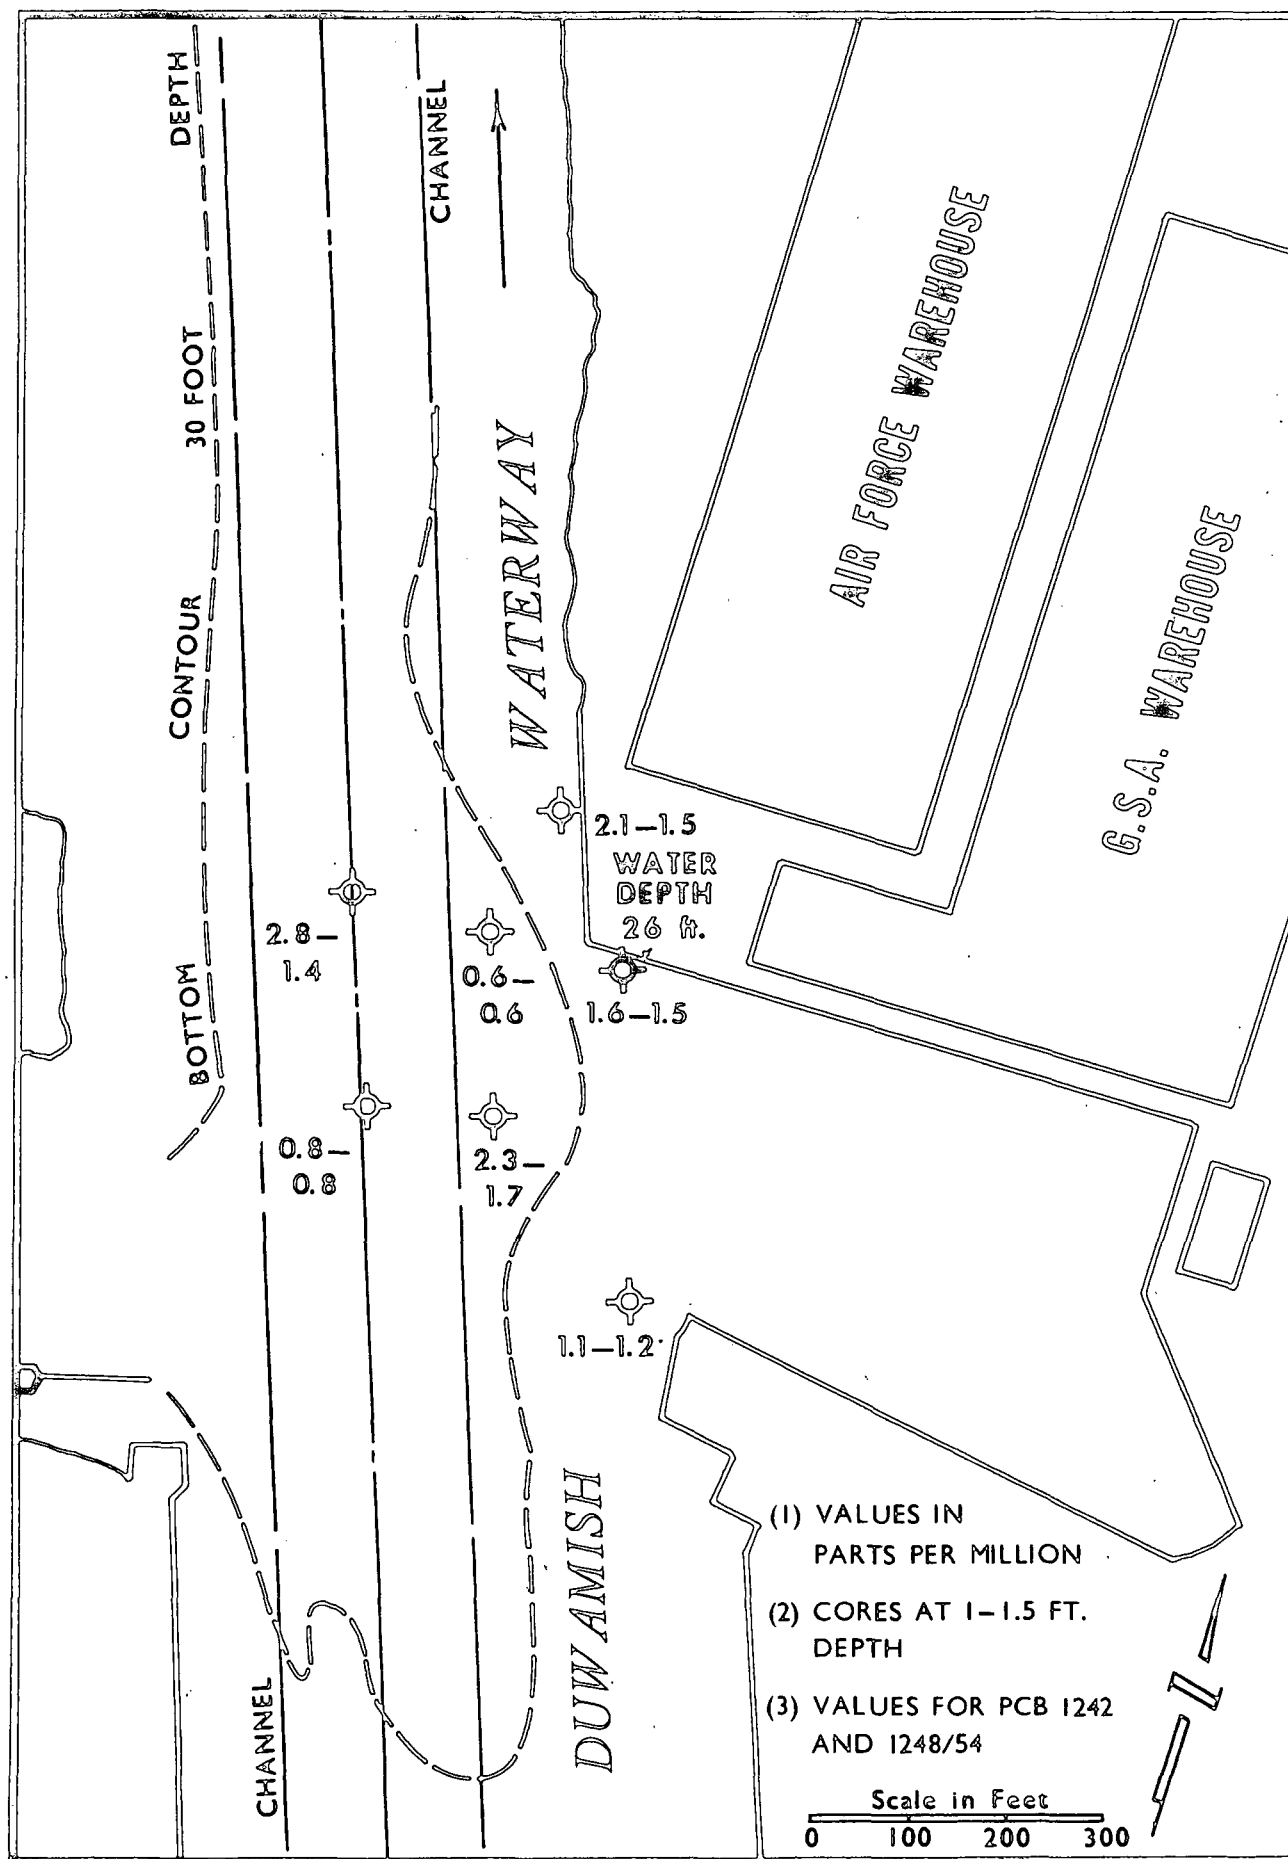 DEPTH
30 FOOT
CONTOUR
BOTTOM
CHANNEL
WATERWAY
AIR FORCE WAREHOUSE
G.S.A. WAREHOUSE
2.1–1.5
WATER
DEPTH
26 ft.
2.8–
1.4
0.6–
0.6
1.6–1.5
0.8–
0.8
2.3–
1.7
1.1–1.2
DUWAMISH
CHANNEL
(1) VALUES IN
PARTS PER MILLION
(2) CORES AT 1–1.5 FT.
DEPTH
(3) VALUES FOR PCB 1242
AND 1248/54
Scale in Feet
0 100 200 300